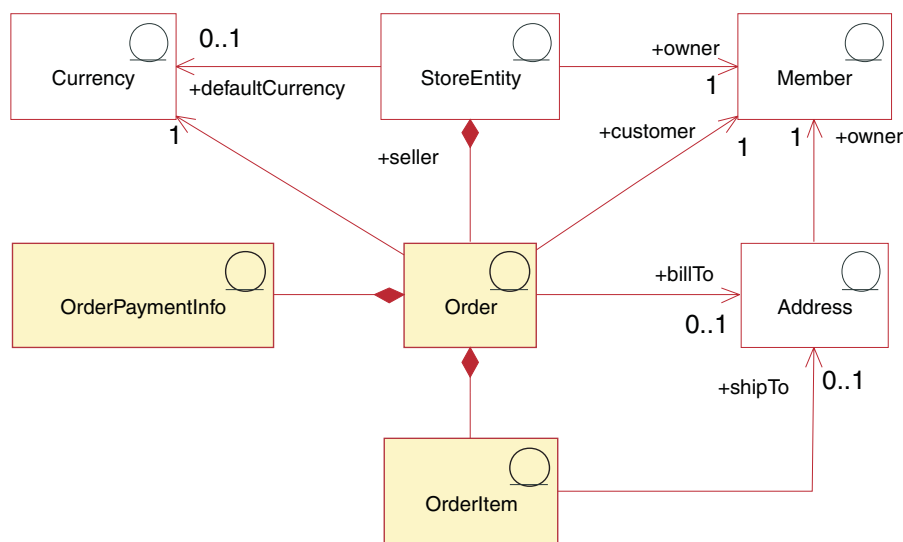 0..1
+owner
Currency
StoreEntity
Member
+defaultCurrency
1
1
+customer
1
1
+owner
+seller
+billTo
OrderPaymentInfo
Order
Address
0..1
+shipTo
0..1
OrderItem